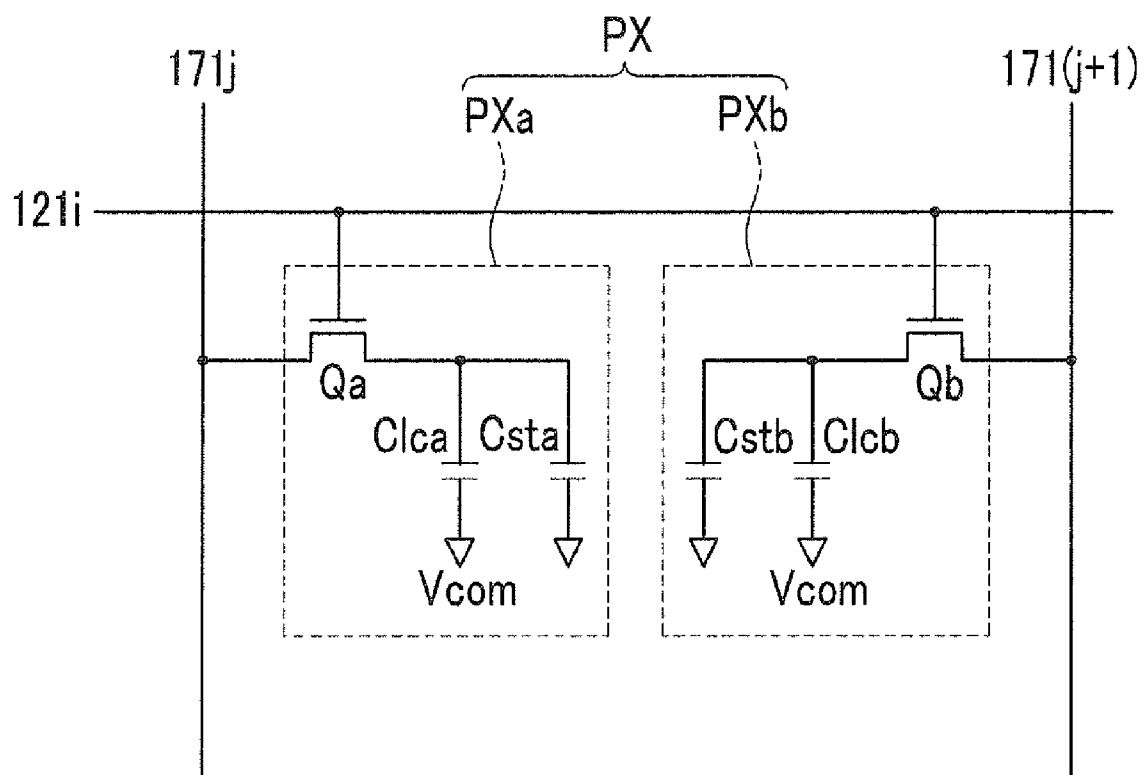 PX
171j
171(j+1)
PXa
PXb
121i
Qa
Qb
Clca
Csta
Cstb
Clcb
Vcom
Vcom